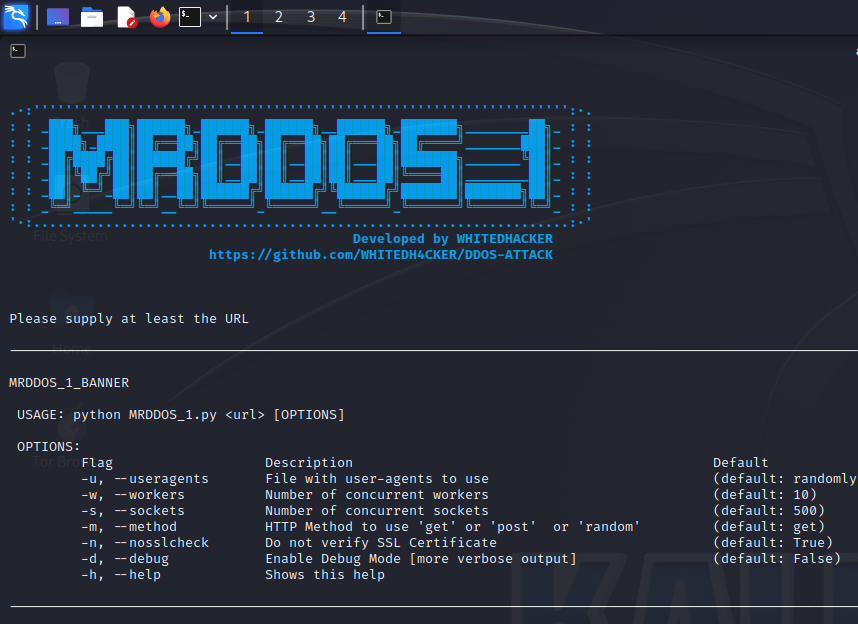 1 2 3 4
MRDDOS_1
Developed by WHITEDHACKER
https://github.com/WHITEDH4CKER/DDOS-ATTACK
File System
Please supply at least the URL
Home
MRDDOS_1_BANNER
USAGE: python MRDDOS_1.py <url> [OPTIONS]
OPTIONS:
Flag Description Default
-u, --useragents File with user-agents to use (default: randomly
-w, --workers Number of concurrent workers (default: 10)
-s, --sockets Number of concurrent sockets (default: 500)
-m, --method HTTP Method to use 'get' or 'post'  or 'random' (default: get)
-n, --nosslcheck Do not verify SSL Certificate (default: True)
-d, --debug Enable Debug Mode [more verbose output] (default: False)
-h, --help Shows this help